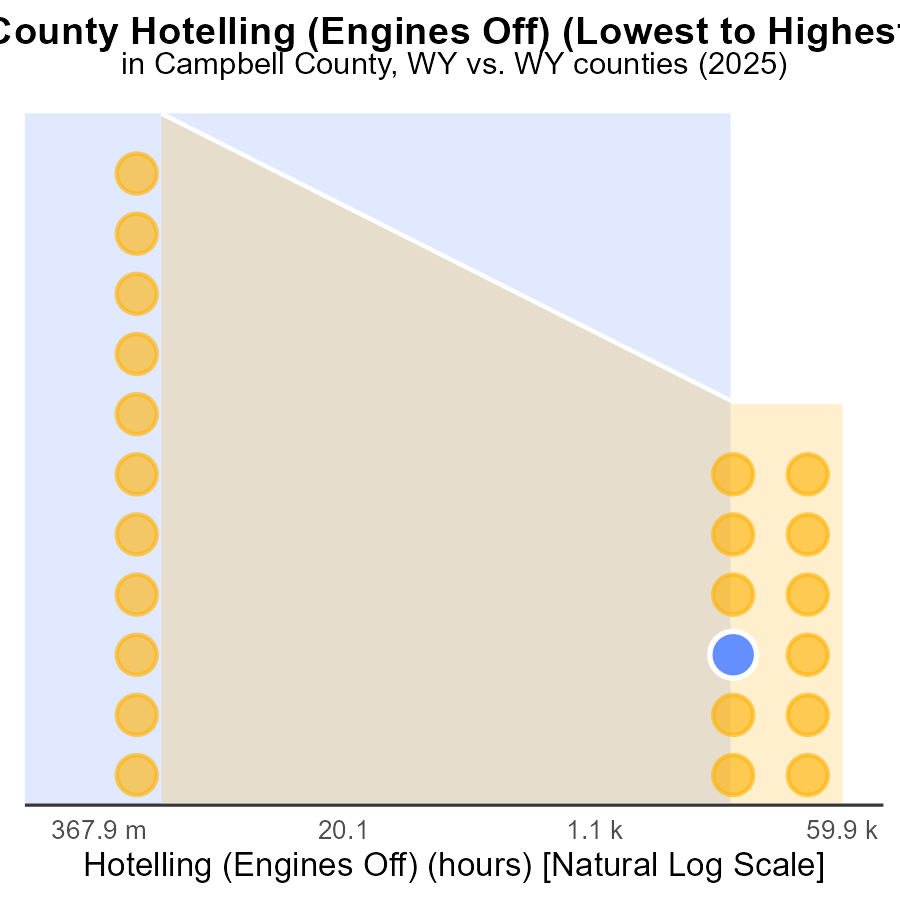 County Hotelling (Engines Off) (Lowest to Highest
in Campbell County, WY vs. WY counties (2025)
367.9 m 20.1 1.1 k 59.9 k
Hotelling (Engines Off) (hours) [Natural Log Scale]